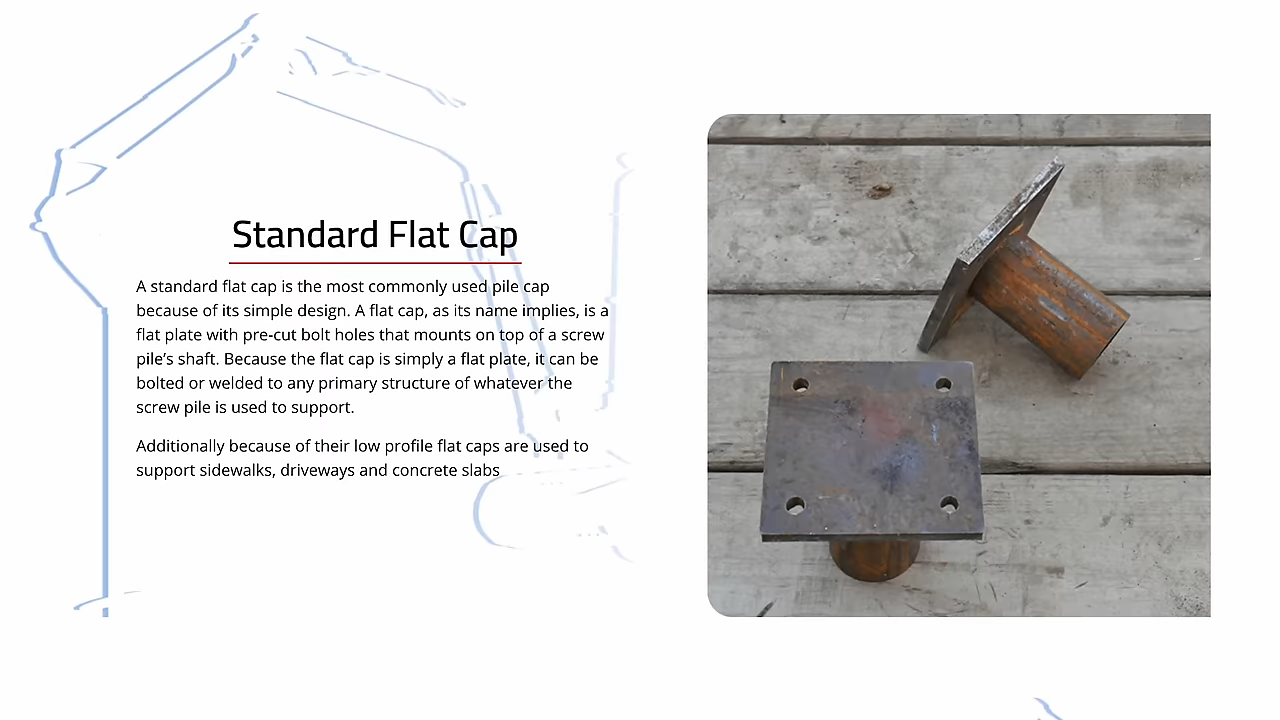 Standard Flat Cap
A standard flat cap is the most commonly used pile cap
because of its simple design. A flat cap, as its name implies, is a
flat plate with pre-cut bolt holes that mounts on top of a screw
pile’s shaft. Because the flat cap is simply a flat plate, it can be
bolted or welded to any primary structure of whatever the
screw pile is used to support.
Additionally because of their low profile flat caps are used to
support sidewalks, driveways and concrete slabs